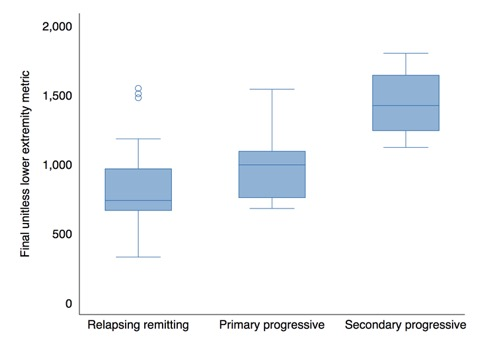 Final unitless lower extremity metric
2,000
1,500
1,000
500
0
Relapsing remitting Primary progressive Secondary progressive